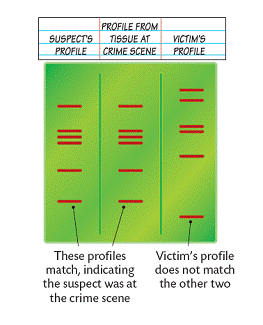 SUSPECT'S PROFILE
PROFILE FROM TISSUE AT CRIME SCENE
VICTIM'S PROFILE
These profiles
match, indicating
the suspect was at
the crime scene
Victim's profile
does not match
the other two